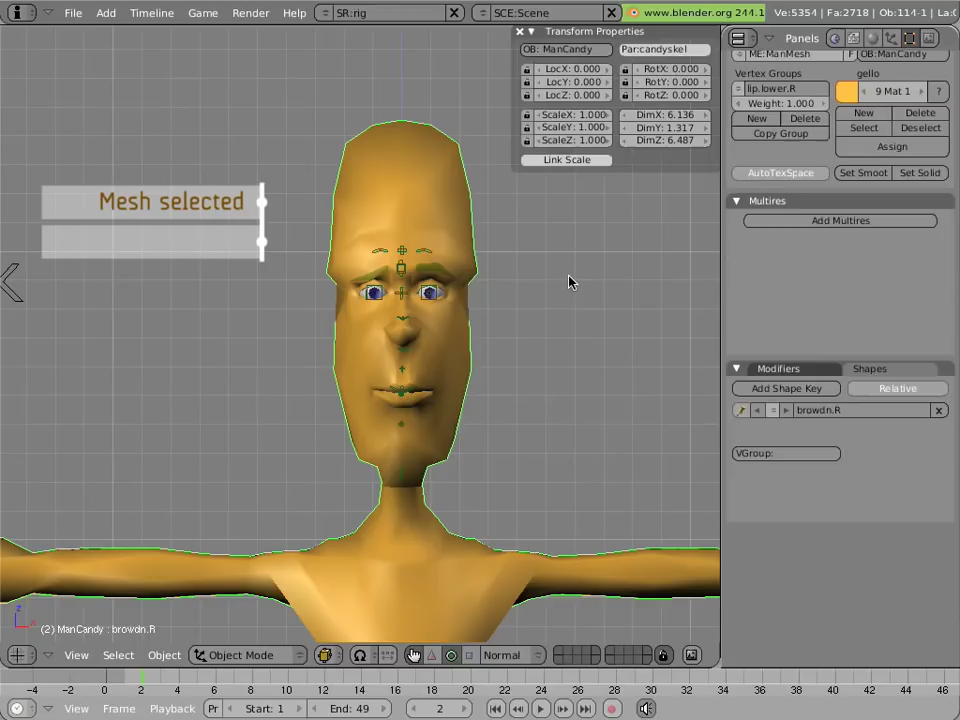 File Add Timeline Game Render Help SR:rig SCE:Scene www.blender.org 244.1 Ve:5354 | Fa:2718 | Ob:114-1 | La:
Transform Properties
OB: ManCandy Par:candyskel
LocX: 0.000 RotX: 0.000
LocY: 0.000 RotY: 0.000
LocZ: 0.000 RotZ: 0.000
ScaleX: 1.000 DimX: 6.136
ScaleY: 1.000 DimY: 1.317
ScaleZ: 1.000 DimZ: 6.487
Link Scale
Mesh selected
Panels
ME:ManMesh F OB:ManCandy
Vertex Groups gello
lip.lower.R 9 Mat 1 ?
Weight: 1.000
New Delete New Delete
Copy Group Select Deselect
Assign
AutoTexSpace Set Smoot Set Solid
Multires
Add Multires
Modifiers Shapes
Add Shape Key Relative
browdn.R
VGroup:
z
x
(2) ManCandy : browdn.R
View Select Object Object Mode Normal
-4 -2 0 2 4 6 8 10 12 14 16 18 20 22 24 26 28 30 32 34 36 38 40 42 44 46
View Frame Playback Pr Start: 1 End: 49 2